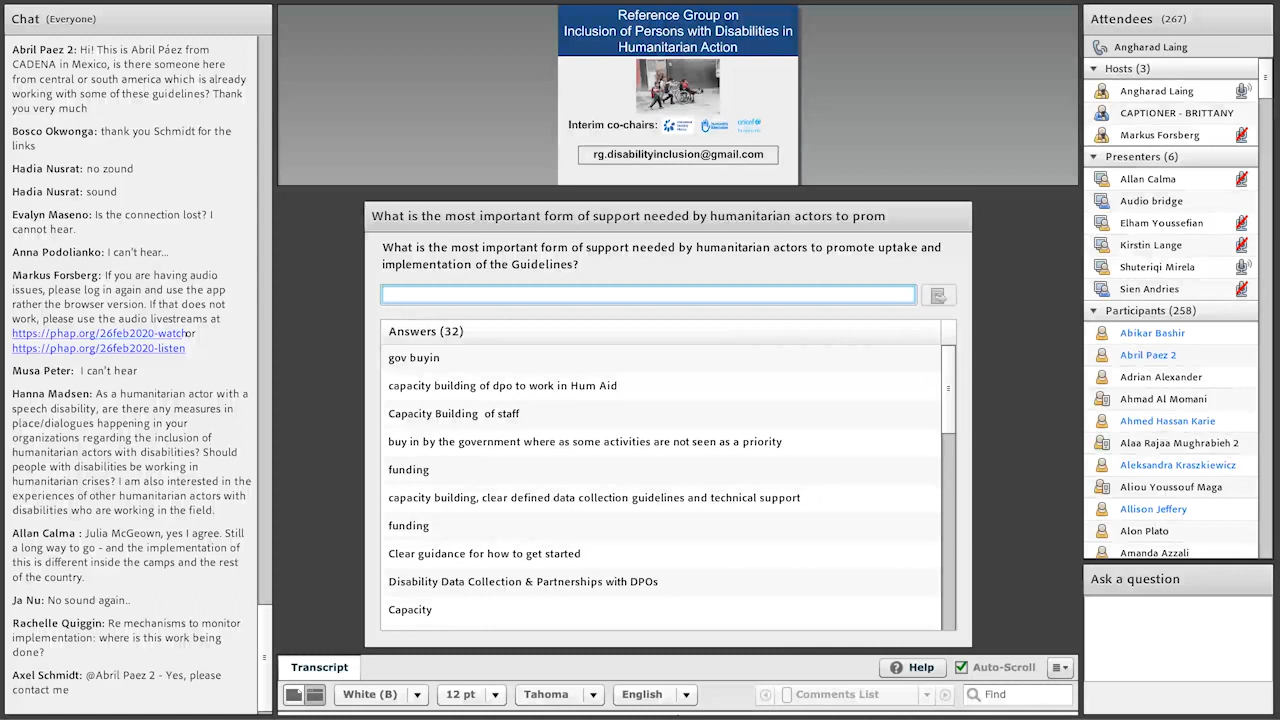 Chat (Everyone)
Abril Paez 2: Hi! This is Abril Páez from
CADENA in Mexico, is there someone here
from central or south america which is already
working with some of these guidelines? Thank
you very much
Bosco Okwonga: thank you Schmidt for the
links
Hadia Nusrat: no zound
Hadia Nusrat: sound
Evalyn Maseno: Is the connection lost? I
cannot hear.
Anna Podolianko: I can't hear...
Markus Forsberg: If you are having audio
issues, please log in again and use the app
rather the browser version. If that does not
work, please use the audio livestreams at
https://phap.org/26feb2020-watchor
https://phap.org/26feb2020-listen
Musa Peter: I can't hear
Hanna Madsen: As a humanitarian actor with a
speech disability, are there any measures in
place/dialogues happening in your
organizations regarding the inclusion of
humanitarian actors with disabilities? Should
people with disabilities be working in
humanitarian crises? I am also interested in the
experiences of other humanitarian actors with
disabilities who are working in the field.
Allan Calma : Julia McGeown, yes I agree. Still
a long way to go - and the implementation of
this is different inside the camps and the rest
of the country.
Ja Nu: No sound again..
Rachelle Quiggin: Re mechanisms to monitor
implementation: where is this work being
done?
Axel Schmidt: @Abril Paez 2 - Yes, please
contact me
Reference Group on
Inclusion of Persons with Disabilities in
Humanitarian Action
Interim co-chairs:
unicef
rg.disabilityinclusion@gmail.com
What is the most important form of support needed by humanitarian actors to prom
What is the most important form of support needed by humanitarian actors to promote uptake and
implementation of the Guidelines?
Answers (32)
gov buyin
capacity building of dpo to work in Hum Aid
Capacity Building of staff
buy in by the government where as some activities are not seen as a priority
funding
capacity building, clear defined data collection guidelines and technical support
funding
Clear guidance for how to get started
Disability Data Collection & Partnerships with DPOs
Capacity
Transcript
Help
Auto-Scroll
White (B)
12 pt
Tahoma
English
Comments List
Find
Attendees (267)
Angharad Laing
Hosts (3)
Angharad Laing
CAPTIONER - BRITTANY
Markus Forsberg
Presenters (6)
Allan Calma
Audio bridge
Elham Youssefian
Kirstin Lange
Shuteriqi Mirela
Sien Andries
Participants (258)
Abikar Bashir
Abril Paez 2
Adrian Alexander
Ahmad Al Momani
Ahmed Hassan Karie
Alaa Rajaa Mughrabieh 2
Aleksandra Kraszkiewicz
Aliou Youssouf Maga
Allison Jeffery
Alon Plato
Amanda Azzali
Ask a question